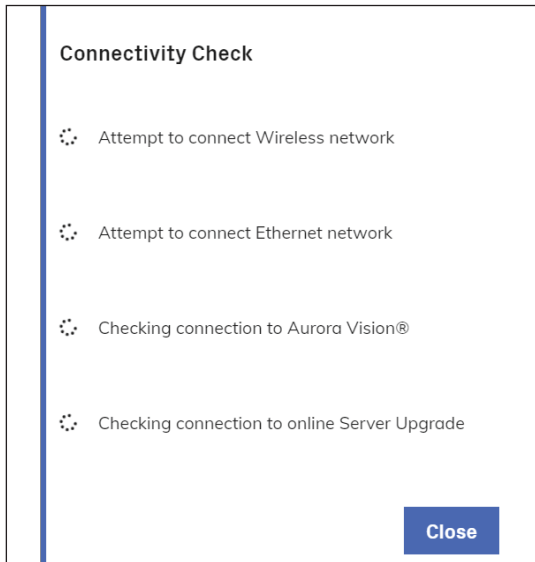 Connectivity Check
Attempt to connect Wireless network
Attempt to connect Ethernet network
Checking connection to Aurora Vision®
Checking connection to online Server Upgrade
Close